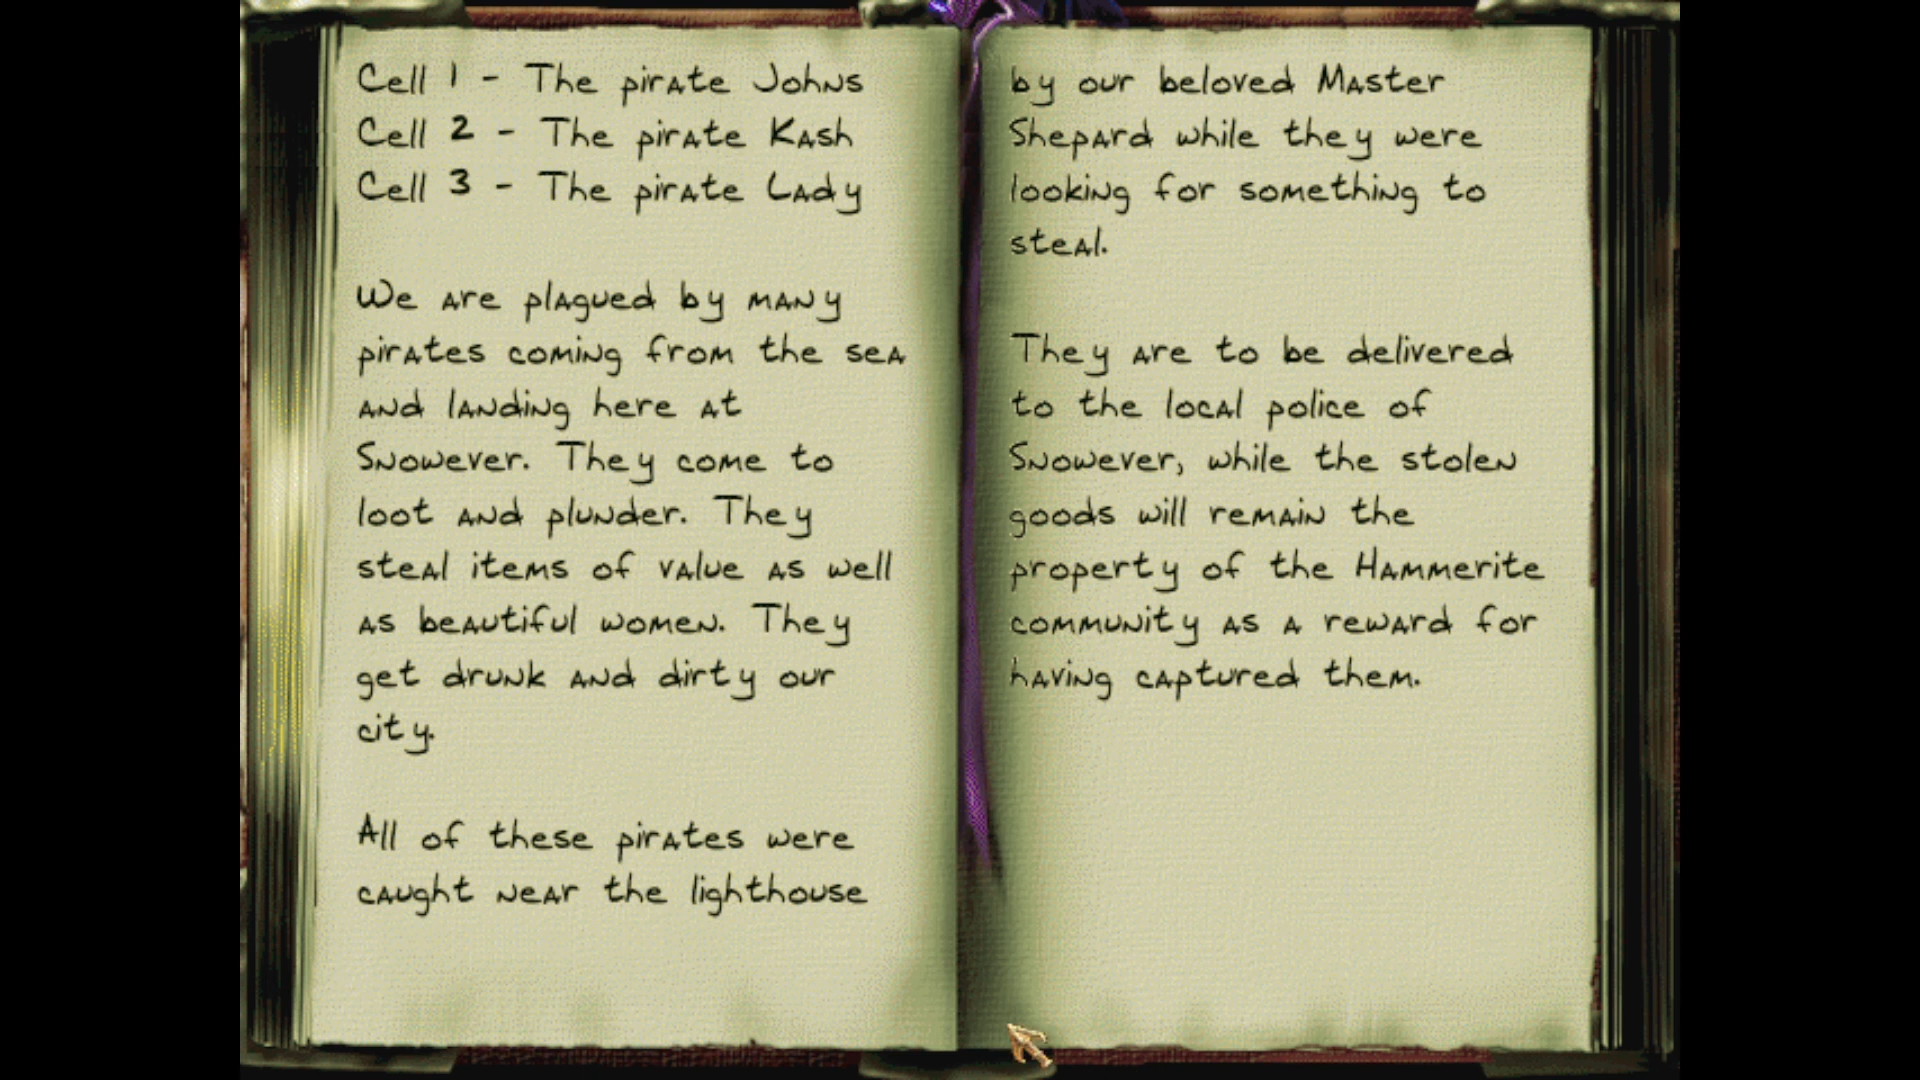 Cell 1 - The pirate Johns
Cell 2 - The pirate Kash
Cell 3 - The pirate Lady
We are plagued by many
pirates coming from the sea
and landing here at
Snowever. They come to
loot and plunder. They
steal items of value as well
as beautiful women. They
get drunk and dirty our
city.
All of these pirates were
caught near the lighthouse
by our beloved Master
Shepard while they were
looking for something to
steal.
They are to be delivered
to the local police of
Snowever, while the stolen
goods will remain the
property of the Hammerite
community as a reward for
having captured them.